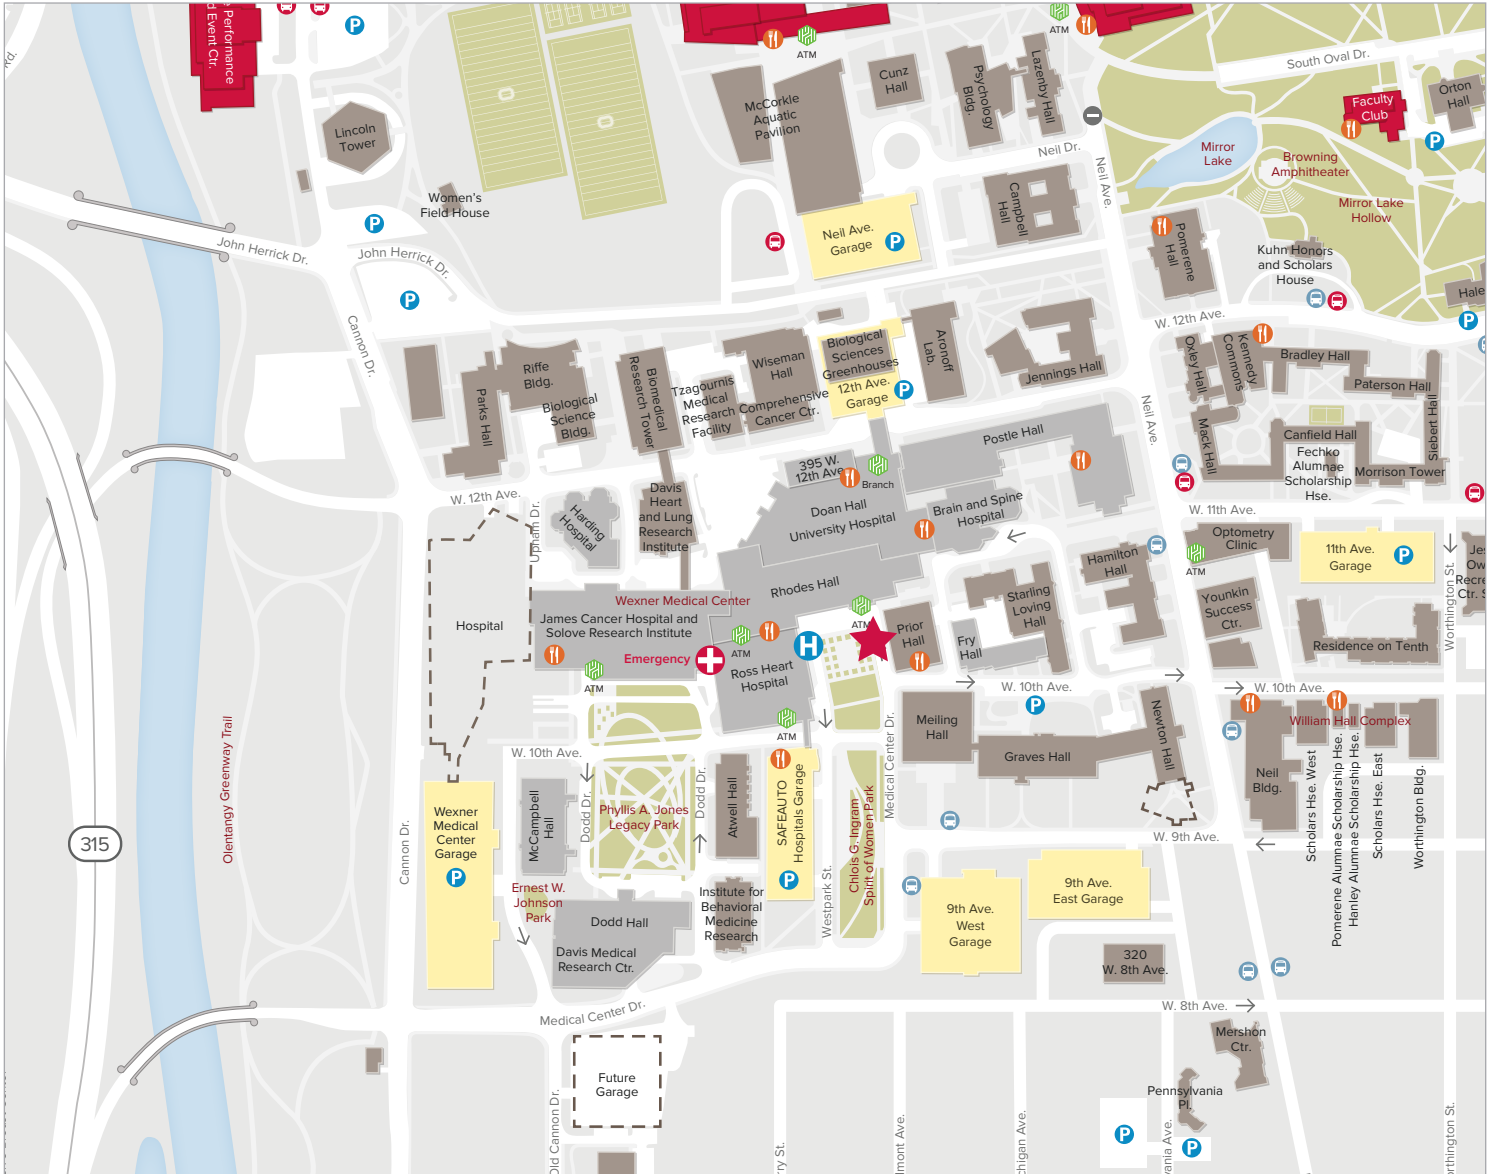 Performance
d Event Ctr.
P
Lincoln
Tower
Women's
Field House
P
John Herrick Dr.
John Herrick Dr.
P
Cannon Dr.
ATM
ATM
McCorkle
Aquatic
Pavilion
Cunz
Hall
Psychology
Bldg.
Lazenby Hall
South Oval Dr.
Faculty
Club
Orton
Hall
P
Mirror
Lake
Browning
Amphitheater
Mirror Lake
Hollow
Neil Dr.
Neil Ave.
Campbell
Hall
Neil Ave.
Garage
P
Pomerene
Hall
Kuhn Honors
and Scholars
House
Hale
P
W. 12th Ave.
Parks Hall
Riffe
Bldg.
Biological
Science
Bldg.
Biomedical
Research Tower
Tzagournis
Medical
Research
Facility
Wiseman
Hall
Comprehensive
Cancer Ctr.
Biological
Sciences
Greenhouses
12th Ave.
Garage
P
Aronoff
Lab.
Jennings Hall
Oxley Hall
Kennedy
Commons
Bradley Hall
Paterson Hall
Neil Ave.
Mack Hall
Canfield Hall
Fechko
Alumnae
Scholarship
Hse.
Siebert Hall
Morrison Tower
Postle Hall
395 W.
12th Ave.
Branch
W. 12th Ave.
Upham Dr.
Harding
Hospital
Davis
Heart
and Lung
Research
Institute
Doan Hall
University Hospital
Brain and Spine
Hospital
W. 11th Ave.
Optometry
Clinic
ATM
11th Ave.
Garage
P
Worthington St.
Rhodes Hall
Hamilton
Hall
Starling
Loving
Hall
Younkin
Success
Ctr.
Residence on Tenth
Hospital
Wexner Medical Center
James Cancer Hospital and
Solove Research Institute
Emergency
ATM
ATM
H
ATM
Prior
Hall
Fry
Hall
Ross Heart
Hospital
ATM
W. 10th Ave.
P
W. 10th Ave.
William Hall Complex
Olentangy Greenway Trail
W. 10th Ave.
Meiling
Hall
Graves Hall
Newton Hall
Neil
Bldg.
Scholars Hse. West
Pomerene Alumnae Scholarship Hse.
Hanley Alumnae Scholarship Hse.
Scholars Hse. East
Worthington Bldg.
315
Cannon Dr.
Wexner
Medical
Center
Garage
P
McCampbell
Hall
Dodd Dr.
Phyllis A. Jones
Legacy Park
Dodd Dr.
Atwell Hall
SAFEAUTO
Hospitals Garage
P
Westpark St.
Chlois G. Ingram
Spirit of Women Park
Medical Center Dr.
W. 9th Ave.
Ernest W.
Johnson
Park
Dodd Hall
Davis Medical
Research Ctr.
Institute for
Behavioral
Medicine
Research
9th Ave.
West
Garage
9th Ave.
East Garage
320
W. 8th Ave.
Medical Center Dr.
W. 8th Ave.
Mershon
Ctr.
Future
Garage
Pennsylvania
Pl.
Old Cannon Dr.
ry St.
lmont Ave.
chigan Ave.
vania Ave.
rthington St.
P
P